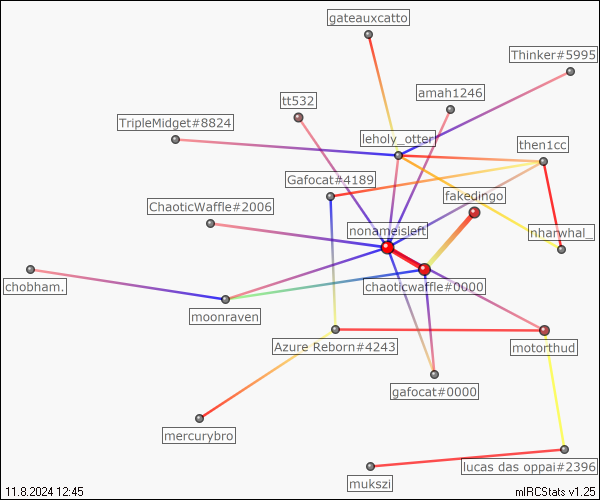 gateauxcatto
Thinker#5995
amah1246
tt532
TripleMidget#8824
leholy_otter
then1cc
Gafocat#4189
fakedingo
ChaoticWaffle#2006
nonameisleft
nhanwhal_
chaoticwaffle#0000
chobham.
moonraven
Azure Reborn#4243
motorthud
gafocat#0000
mercurybro
lucas das oppai#2396
mukszi
11.8.2024 12:45
mIRCStats v1.25